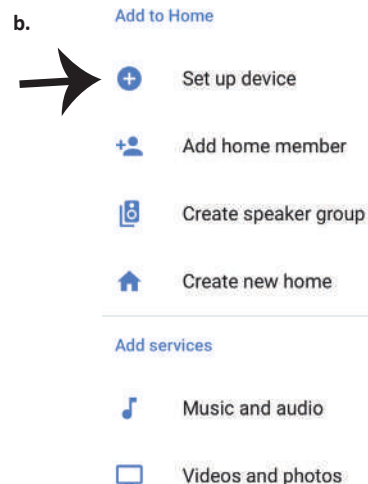 b.
Add to Home
Set up device
Add home member
Create speaker group
Create new home
Add services
Music and audio
Videos and photos